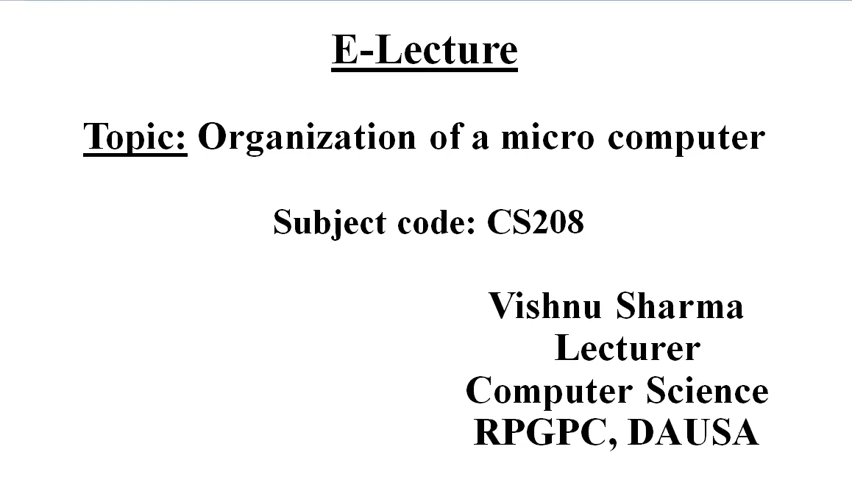 E-Lecture
Topic: Organization of a micro computer
Subject code: CS208
Vishnu Sharma
Lecturer
Computer Science
RPGPC, DAUSA